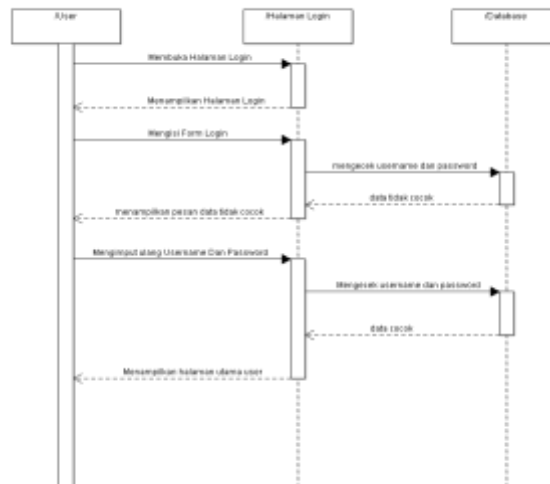 /User
/Halaman Login
/Database
Membuka Halaman Login
Menampilkan Halaman Login
Mengisi Form Login
mengecek username dan password
data tidak cocok
menampilkan pesan data tidak cocok
Mengimput ulang Username Dan Password
Mengecek username dan password
data cocok
Menampilkan halaman utama user